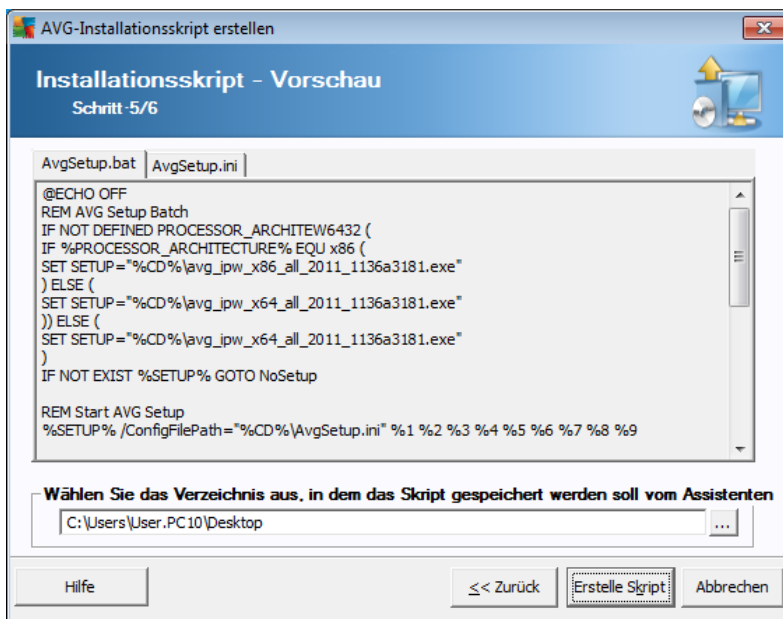 AVG-Installationsskript erstellen
Installationsskript - Vorschau
Schritt-5/6
AvgSetup.bat AvgSetup.ini
@ECHO OFF
REM AVG Setup Batch
IF NOT DEFINED PROCESSOR_ARCHITEW6432 (
IF %PROCESSOR_ARCHITECTURE% EQU x86 (
SET SETUP="%CD%\avg_ipw_x86_all_2011_1136a3181.exe"
) ELSE (
SET SETUP="%CD%\avg_ipw_x64_all_2011_1136a3181.exe"
)) ELSE (
SET SETUP="%CD%\avg_ipw_x64_all_2011_1136a3181.exe"
)
IF NOT EXIST %SETUP% GOTO NoSetup
REM Start AVG Setup
%SETUP% /ConfigFilePath="%CD%\AvgSetup.ini" %1 %2 %3 %4 %5 %6 %7 %8 %9
Wählen Sie das Verzeichnis aus, in dem das Skript gespeichert werden soll vom Assistenten
C:\Users\User.PC10\Desktop
...
Hilfe
<< Zurück
Erstelle Skript
Abbrechen